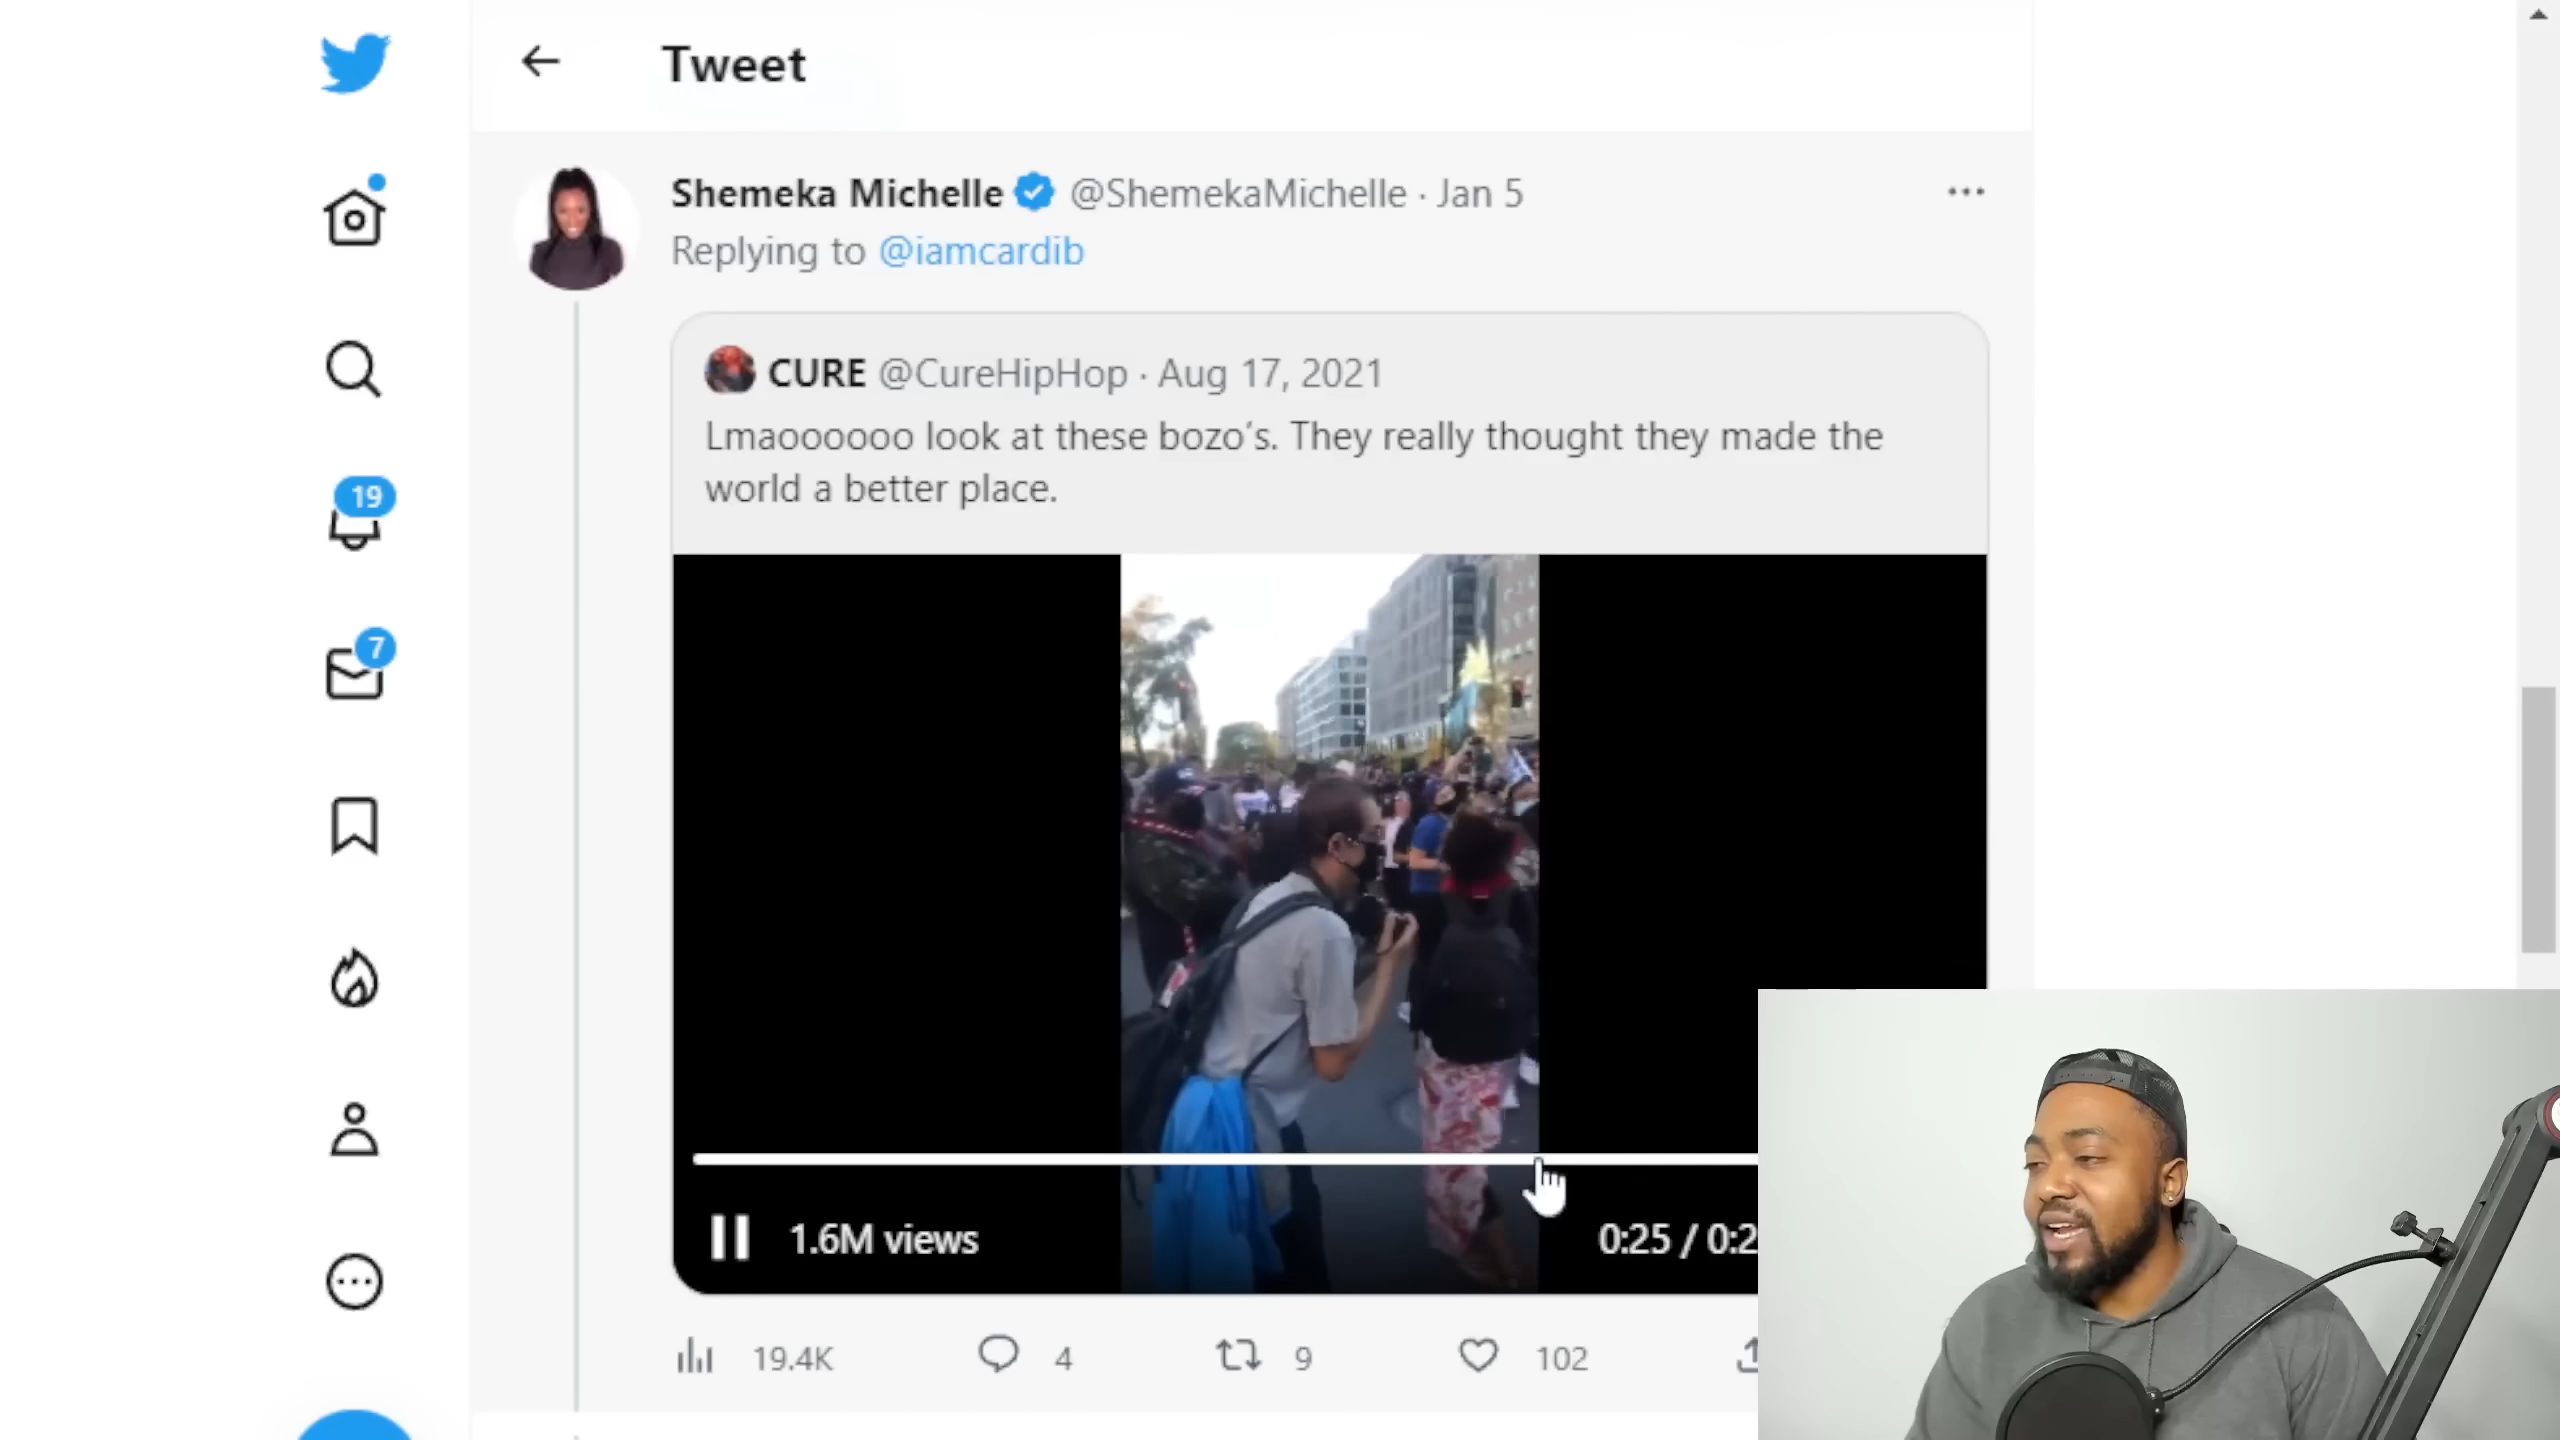 Tweet
Shemeka Michelle @ShemekaMichelle · Jan 5
Replying to @iamcardib
CURE @CureHipHop · Aug 17, 2021
Lmaoooooo look at these bozo's. They really thought they made the
world a better place.
19
7
1.6M views
0:25 / 0:2
19.4K
4
9
102